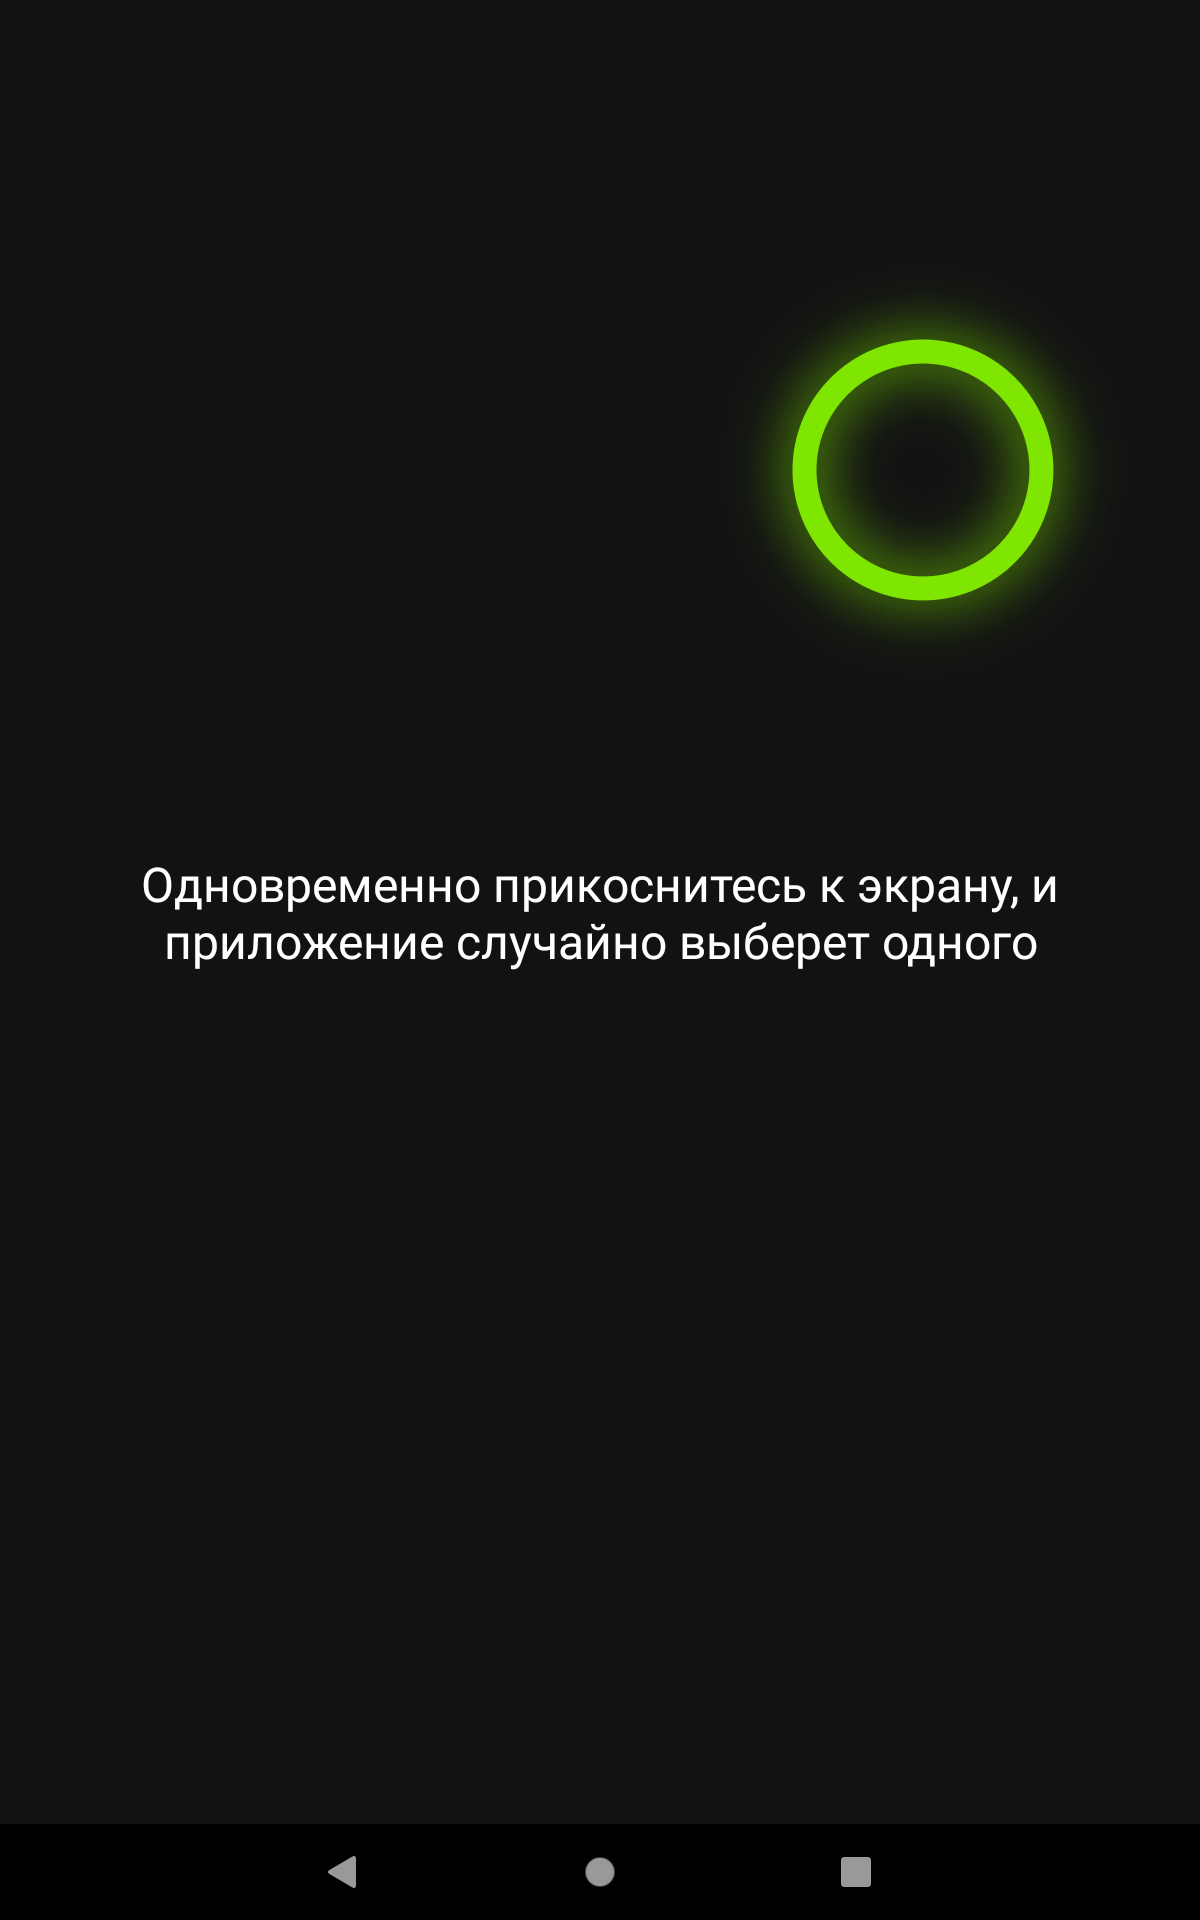 Одновременно прикоснитесь к экрану, и
приложение случайно выберет одного